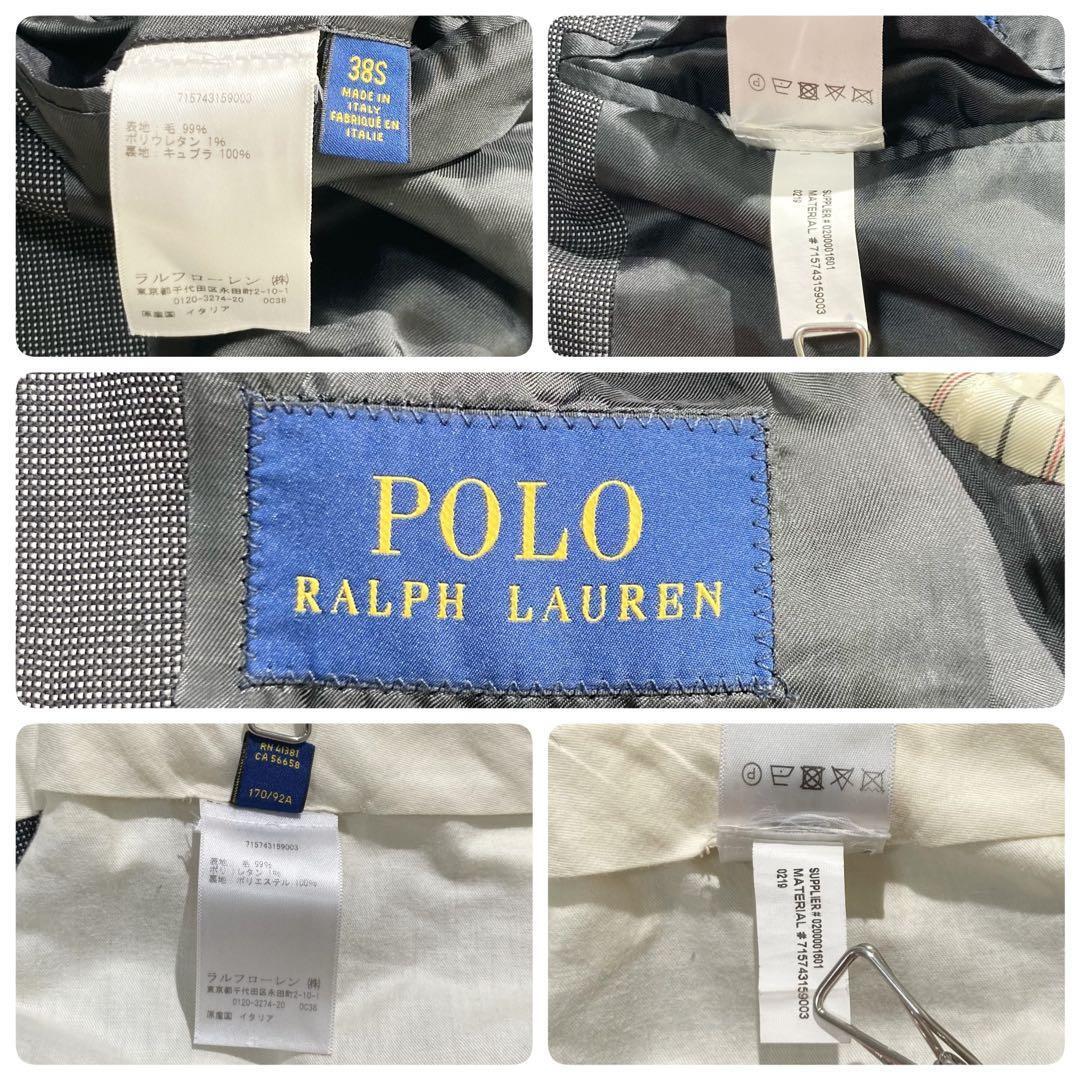 715743159003
表地：毛 99%
ポリウレタン 1%
裏地：キュプラ 100%
ラルフローレン ㈱
東京都千代田区永田町2-10-1
0120-3274-20 0C36
原産国 イタリア
38S
MADE IN
ITALY
FABRIQUÉ EN
ITALIE
P
SUPPLIER # 0200001601
MATERIAL # 715743159003
0219
POLO
RALPH LAUREN
RN 41381
CA 56658
170/92A
715743159003
表地：毛 99%
ポリウレタン 1%
裏地：ポリエステル 100%
ラルフローレン ㈱
東京都千代田区永田町2-10-1
0120-3274-20 0C36
原産国 イタリア
P
SUPPLIER # 0200001601
MATERIAL # 715743159003
0219